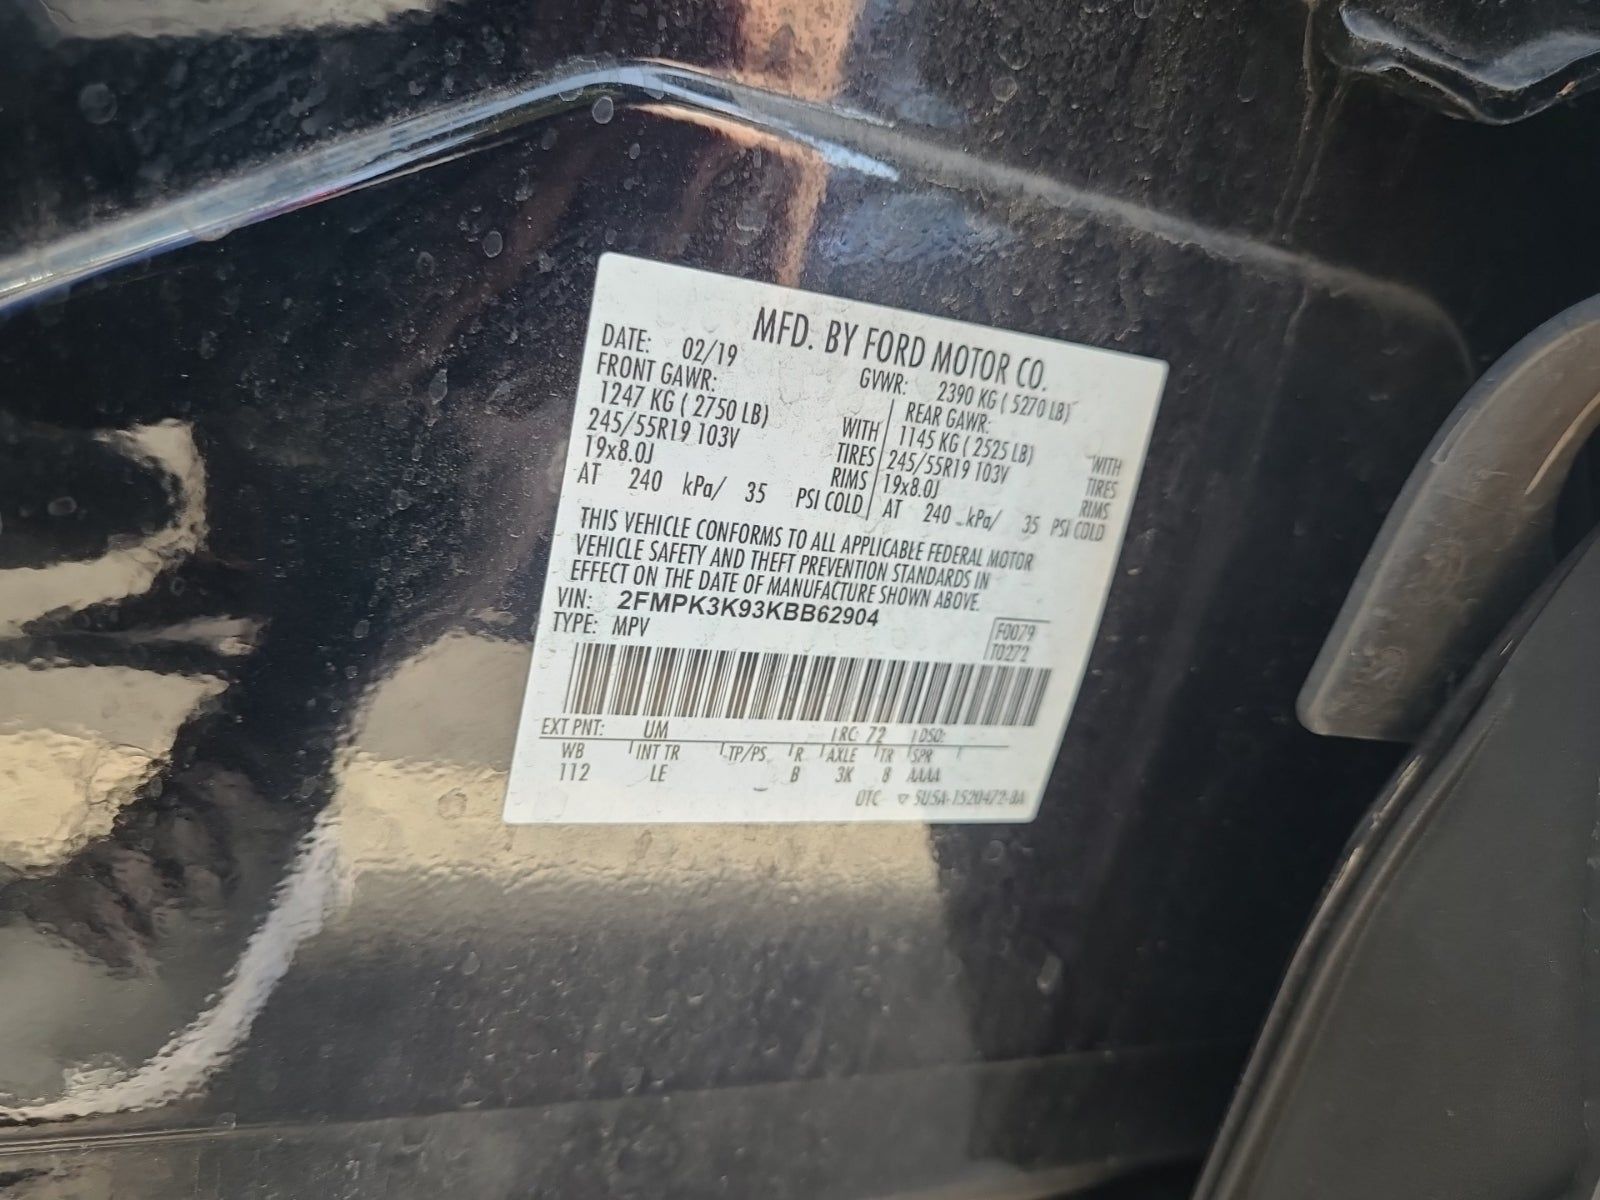 MFD. BY FORD MOTOR CO.
DATE: 02/19 GVWR: 2390 KG ( 5270 LB)
FRONT GAWR: REAR GAWR:
1247 KG ( 2750 LB) WITH 1145 KG ( 2525 LB) WITH
245/55R19 103V TIRES 245/55R19 103V TIRES
19x8.0J RIMS 19x8.0J RIMS
AT 240 kPa/ 35 PSI COLD AT 240 kPa/ 35 PSI COLD
THIS VEHICLE CONFORMS TO ALL APPLICABLE FEDERAL MOTOR
VEHICLE SAFETY AND THEFT PREVENTION STANDARDS IN
EFFECT ON THE DATE OF MANUFACTURE SHOWN ABOVE.
VIN: 2FMPK3K93KBB62904
TYPE: MPV
F0079
T0272
EXT PNT: UM RC: 72 DSO:
WB INT TR TP/PS R AXLE TR SPR
112 LE B 3K 8 AAAA
UTC ▽ 5U5A-1520472-BA